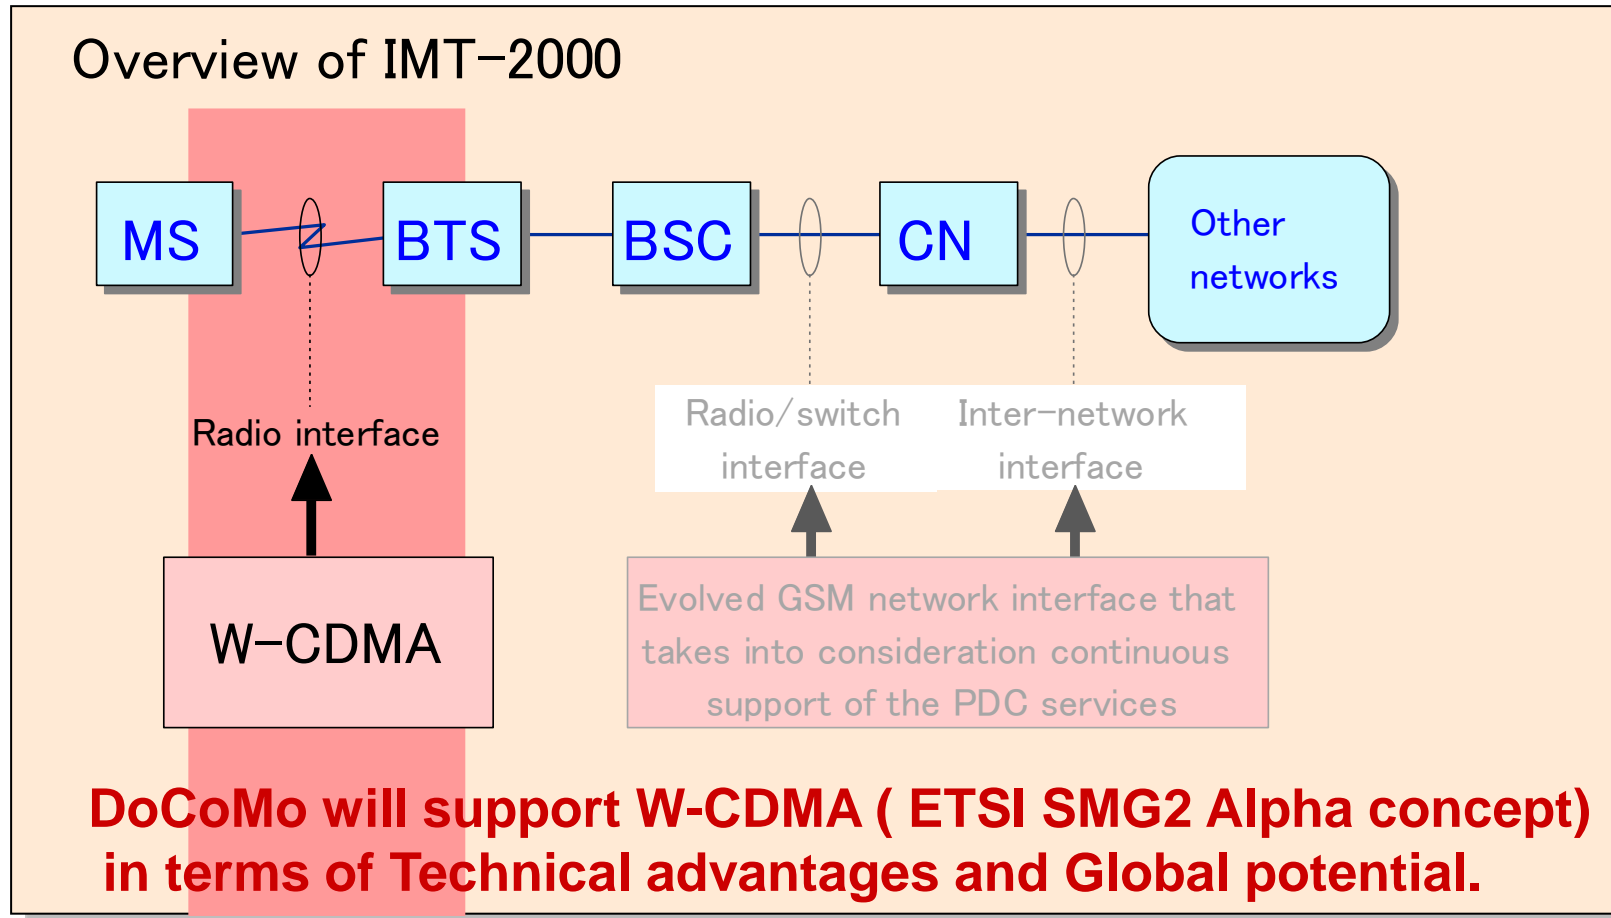 Overview of IMT-2000
MS
BTS
BSC
CN
Other
networks
Radio interface
Radio/switch
interface
Inter-network
interface
W-CDMA
Evolved GSM network interface that
takes into consideration continuous
support of the PDC services
DoCoMo will support W-CDMA ( ETSI SMG2 Alpha concept)
in terms of Technical advantages and Global potential.